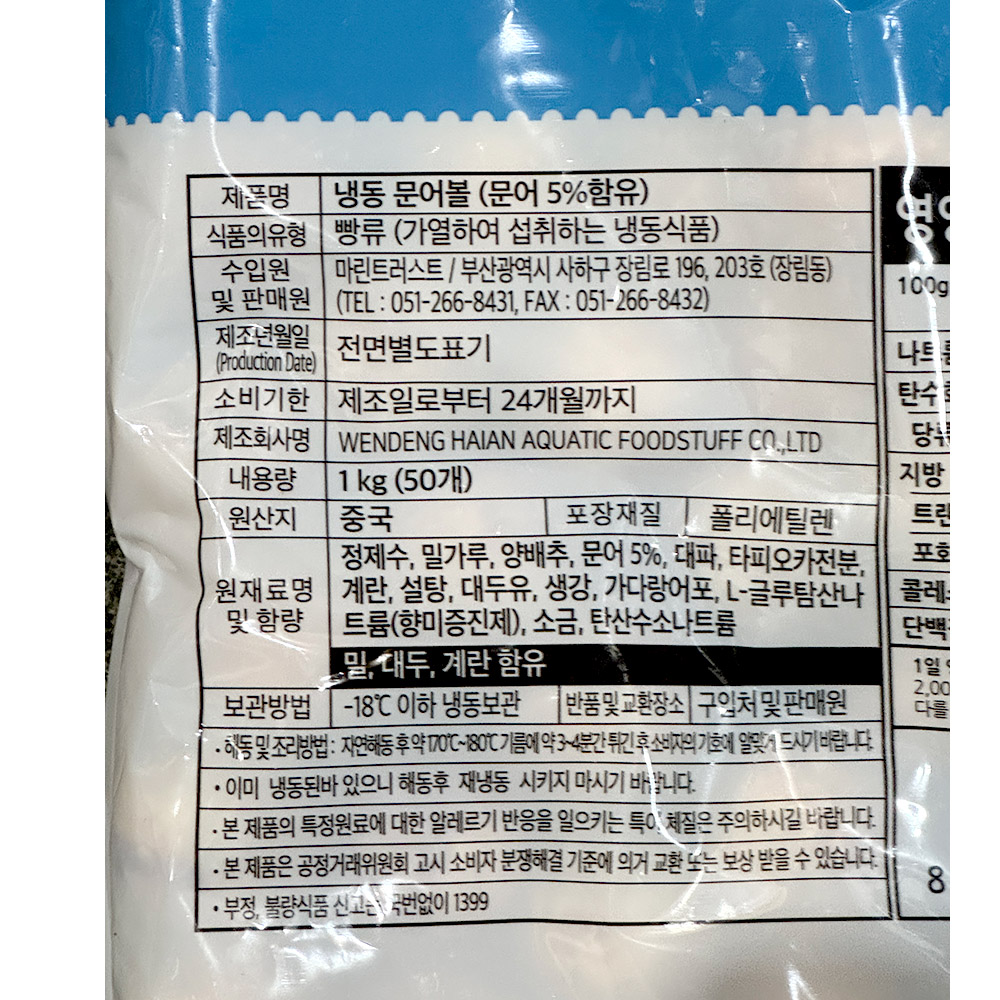 제품명 냉동 문어볼 (문어 5%함유)
식품의유형 빵류 (가열하여 섭취하는 냉동식품)
수입원 및 판매원 마린트러스트 / 부산광역시 사하구 장림로 196, 203호 (장림동)
(TEL : 051-266-8431, FAX : 051-266-8432)
제조년월일 (Production Date) 전면별도표기
소비기한 제조일로부터 24개월까지
제조회사명 WENDENG HAIAN AQUATIC FOODSTUFF CO.,LTD
내용량 1 kg (50개)
원산지 중국 포장재질 폴리에틸렌
원재료명 및 함량 정제수, 밀가루, 양배추, 문어 5%, 대파, 타피오카전분,
계란, 설탕, 대두유, 생강, 가다랑어포, L-글루탐산나
트륨(향미증진제), 소금, 탄산수소나트륨
밀, 대두, 계란 함유
보관방법 -18℃ 이하 냉동보관 반품및교환장소 구입처 및 판매원
• 해동 및 조리방법 : 자연해동 후 약 170℃~180℃ 기름에 약 3~4분간 튀긴 후 소비자의 기호에 알맞게 드시기 바랍니다.
• 이미 냉동된바 있으니 해동후 재냉동 시키지 마시기 바랍니다.
• 본 제품의 특정원료에 대한 알레르기 반응을 일으키는 특이 체질은 주의하시길 바랍니다.
• 본 제품은 공정거래위원회 고시 소비자 분쟁해결 기준에 의거 교환 또는 보상 받을 수 있습니다.
• 부정, 불량식품 신고는 국번없이 1399
100g
나트륨
당류
지방
1일
2,00
다를
8